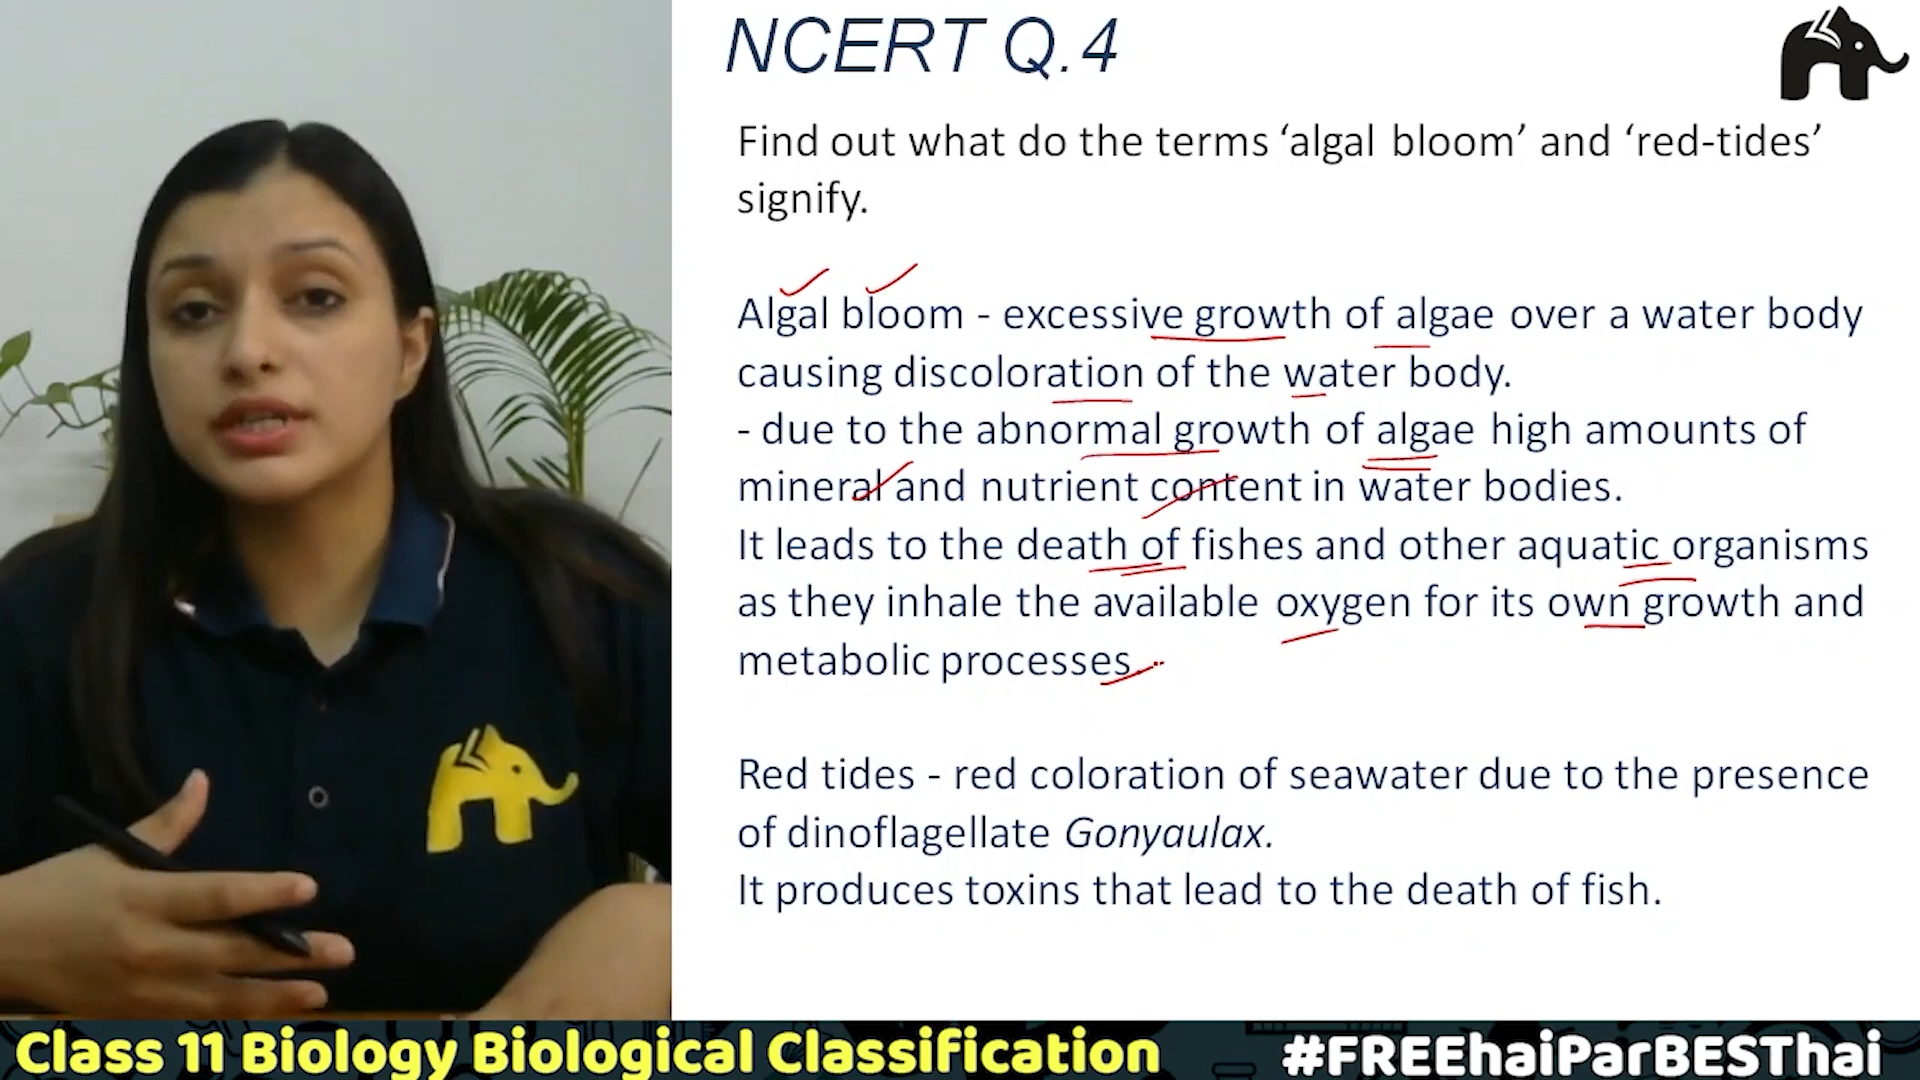 NCERT Q.4
Find out what do the terms ‘algal bloom’ and ‘red-tides’
signify.
Algal bloom - excessive growth of algae over a water body
causing discoloration of the water body.
- due to the abnormal growth of algae high amounts of
mineral and nutrient content in water bodies.
It leads to the death of fishes and other aquatic organisms
as they inhale the available oxygen for its own growth and
metabolic processes.
Red tides - red coloration of seawater due to the presence
of dinoflagellate Gonyaulax.
It produces toxins that lead to the death of fish.
Class 11 Biology Biological Classification
#FREEhaiParBESThai